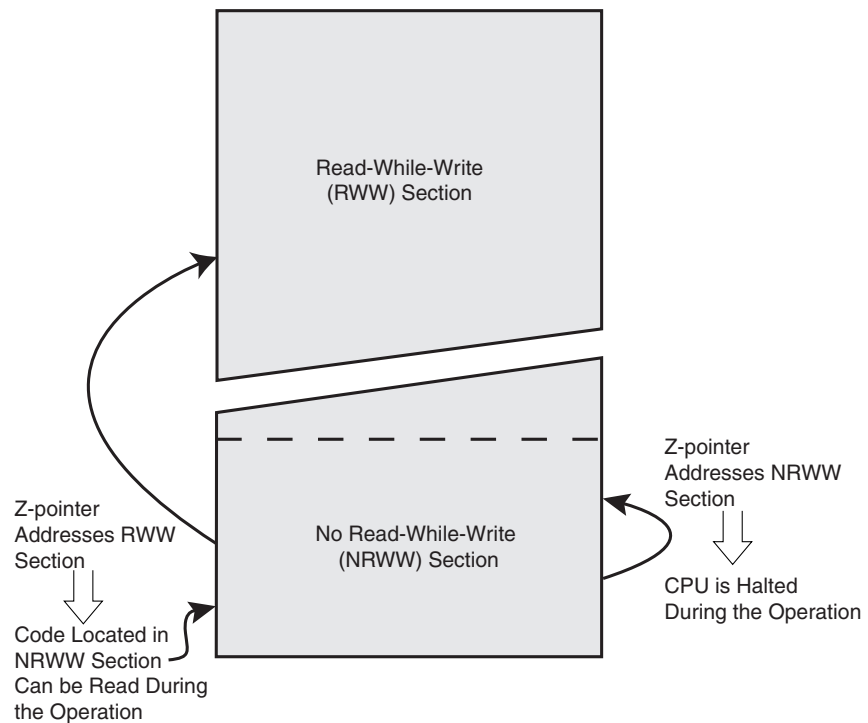 Read-While-Write
(RWW) Section
Z-pointer
Addresses NRWW
Section
Z-pointer
Addresses RWW
Section
No Read-While-Write
(NRWW) Section
CPU is Halted
During the Operation
Code Located in
NRWW Section
Can be Read During
the Operation